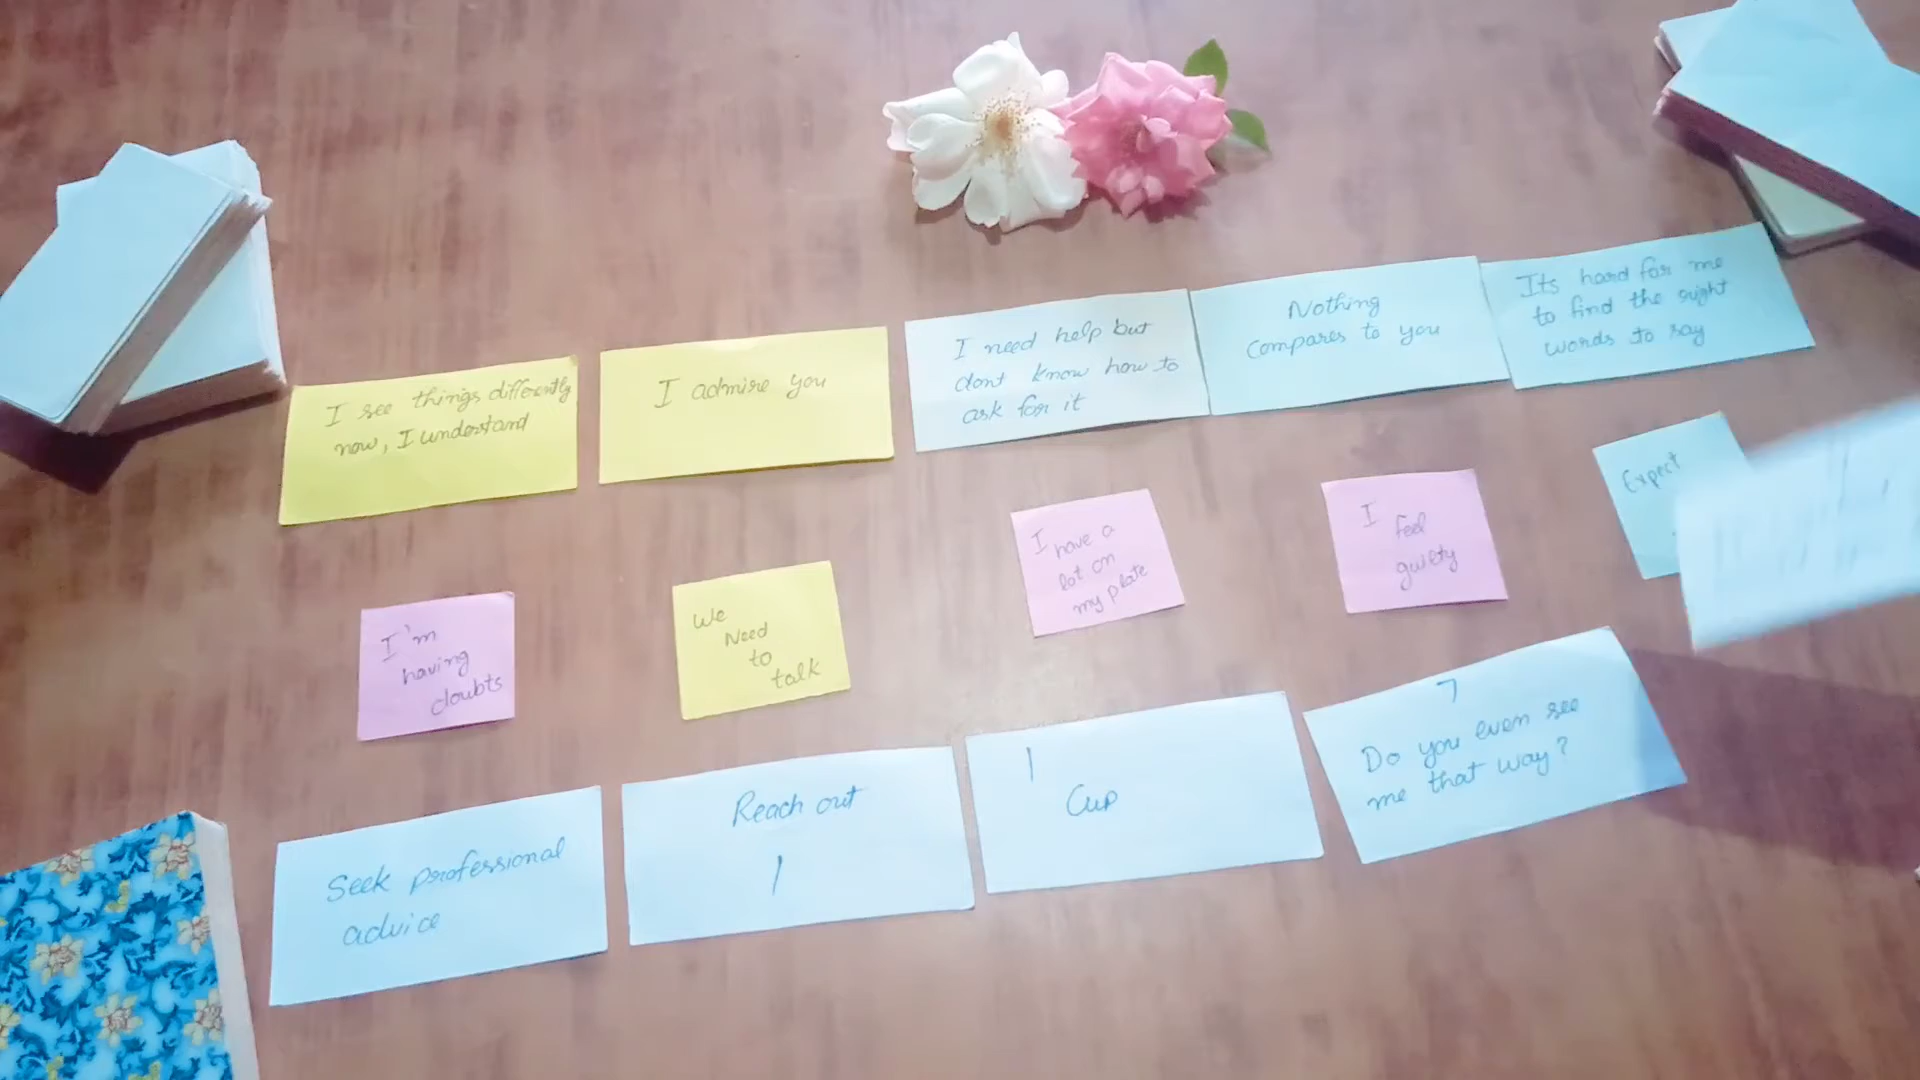 I see things differently
now, I understand
I admire you
I need help but
dont know how to
ask for it
Nothing
compares to you
Its hard for me
to find the right
words to say
I'm
having
doubts
We
Need
to
talk
I have a
lot on
my plate
I feel
guilty
Expect
Seek professional
advice
Reach out
1
1
Cup
7
Do you even see
me that way?